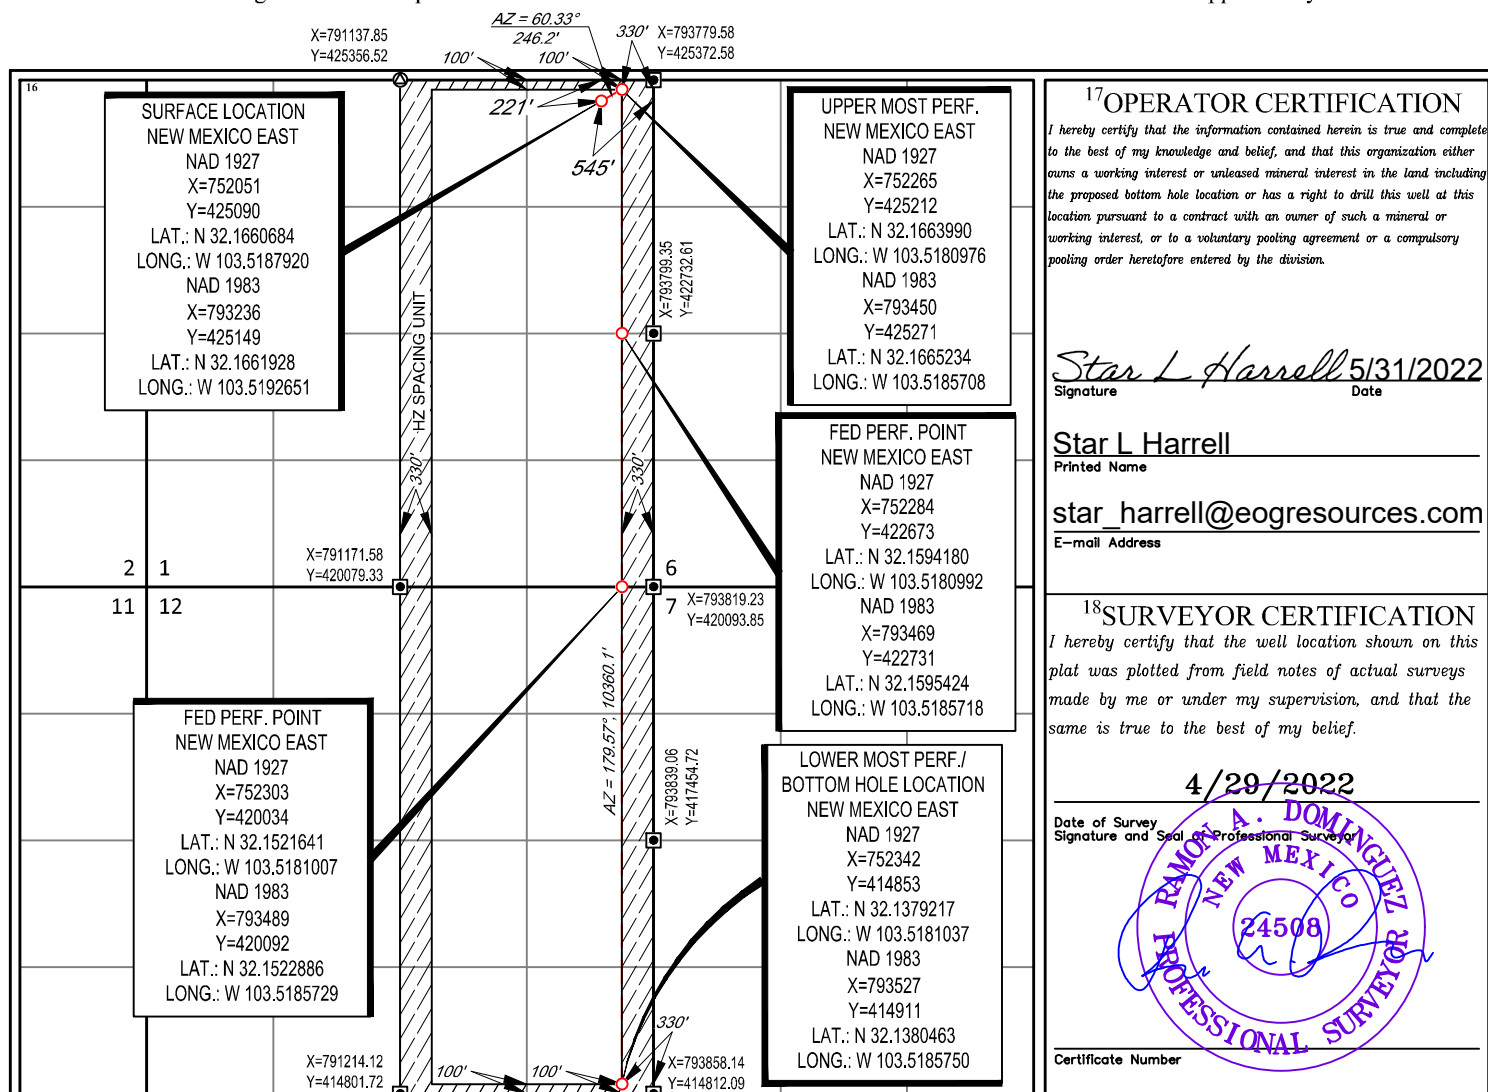 AZ = 60.33°
246.2'
330'
X=791137.85
Y=425356.52
X=793779.58
Y=425372.58
100'
100'
16
221'
545'
SURFACE LOCATION
NEW MEXICO EAST
NAD 1927
X=752051
Y=425090
LAT.: N 32.1660684
LONG.: W 103.5187920
NAD 1983
X=793236
Y=425149
LAT.: N 32.1661928
LONG.: W 103.5192651
UPPER MOST PERF.
NEW MEXICO EAST
NAD 1927
X=752265
Y=425212
LAT.: N 32.1663990
LONG.: W 103.5180976
NAD 1983
X=793450
Y=425271
LAT.: N 32.1665234
LONG.: W 103.5185708
X=793799.35
Y=422732.61
HZ SPACING UNIT
330'
330'
FED PERF. POINT
NEW MEXICO EAST
NAD 1927
X=752284
Y=422673
LAT.: N 32.1594180
LONG.: W 103.5180992
NAD 1983
X=793469
Y=422731
LAT.: N 32.1595424
LONG.: W 103.5185718
X=791171.58
Y=420079.33
2 1
11 12
6
7
X=793819.23
Y=420093.85
AZ = 179.57°, 10360.1'
FED PERF. POINT
NEW MEXICO EAST
NAD 1927
X=752303
Y=420034
LAT.: N 32.1521641
LONG.: W 103.5181007
NAD 1983
X=793489
Y=420092
LAT.: N 32.1522886
LONG.: W 103.5185729
X=793839.06
Y=417454.72
LOWER MOST PERF./
BOTTOM HOLE LOCATION
NEW MEXICO EAST
NAD 1927
X=752342
Y=414853
LAT.: N 32.1379217
LONG.: W 103.5181037
NAD 1983
X=793527
Y=414911
LAT.: N 32.1380463
LONG.: W 103.5185750
330'
X=791214.12
Y=414801.72
100'
100'
X=793858.14
Y=414812.09
17 OPERATOR CERTIFICATION
I hereby certify that the information contained herein is true and complete
to the best of my knowledge and belief, and that this organization either
owns a working interest or unleased mineral interest in the land including
the proposed bottom hole location or has a right to drill this well at this
location pursuant to a contract with an owner of such a mineral or
working interest, or to a voluntary pooling agreement or a compulsory
pooling order heretofore entered by the division.
Star L Harrell 5/31/2022
Signature Date
Star L Harrell
Printed Name
star_harrell@eogresources.com
E-mail Address
18 SURVEYOR CERTIFICATION
I hereby certify that the well location shown on this
plat was plotted from field notes of actual surveys
made by me or under my supervision, and that the
same is true to the best of my belief.
4/29/2022
Date of Survey
Signature and Seal of Professional Surveyor
RAMON A. DOMINGUEZ
NEW MEXICO
24508
PROFESSIONAL SURVEYOR
Certificate Number